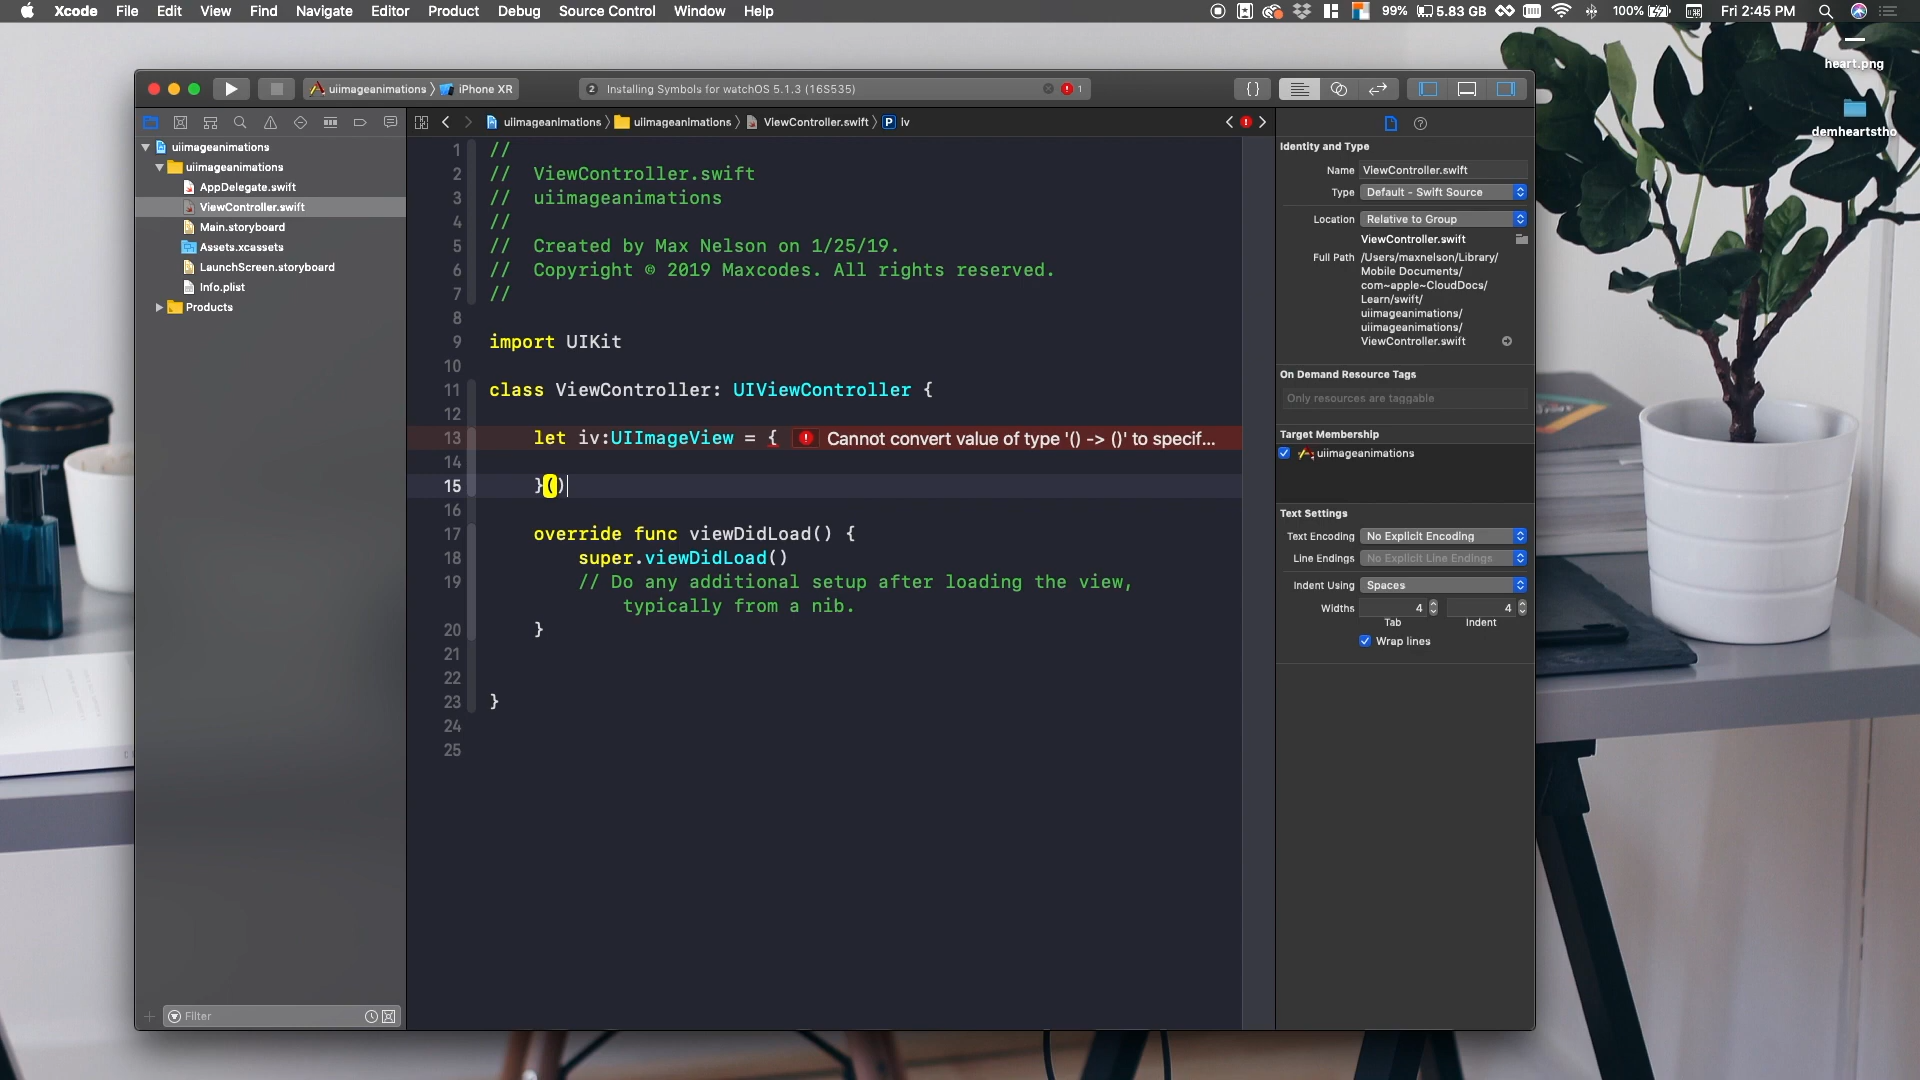 Xcode File Edit View Find Navigate Editor Product Debug Source Control Window Help
99% 5.83 GB 100% Fri 2:45 PM
heart.png
demheartstho
uiimageanimations iPhone XR
2 Installing Symbols for watchOS 5.1.3 (16S535) 1
{}
uiimageanimations uiimageanimations ViewController.swift P iv
uiimageanimations
uiimageanimations
AppDelegate.swift
ViewController.swift
Main.storyboard
Assets.xcassets
LaunchScreen.storyboard
Info.plist
Products
Filter
1 //
2 // ViewController.swift
3 // uiimageanimations
4 //
5 // Created by Max Nelson on 1/25/19.
6 // Copyright © 2019 Maxcodes. All rights reserved.
7 //
8
9 import UIKit
10
11 class ViewController: UIViewController {
12
13 let iv:UIImageView = { Cannot convert value of type '() -> ()' to specif...
14
15 }()
16
17 override func viewDidLoad() {
18 super.viewDidLoad()
19 // Do any additional setup after loading the view,
typically from a nib.
20 }
21
22
23 }
24
25
Identity and Type
Name ViewController.swift
Type Default - Swift Source
Location Relative to Group
ViewController.swift
Full Path /Users/maxnelson/Library/
Mobile Documents/
com~apple~CloudDocs/
Learn/swift/
uiimageanimations/
uiimageanimations/
ViewController.swift
On Demand Resource Tags
Only resources are taggable
Target Membership
uiimageanimations
Text Settings
Text Encoding No Explicit Encoding
Line Endings No Explicit Line Endings
Indent Using Spaces
Widths 4 4
Tab Indent
Wrap lines